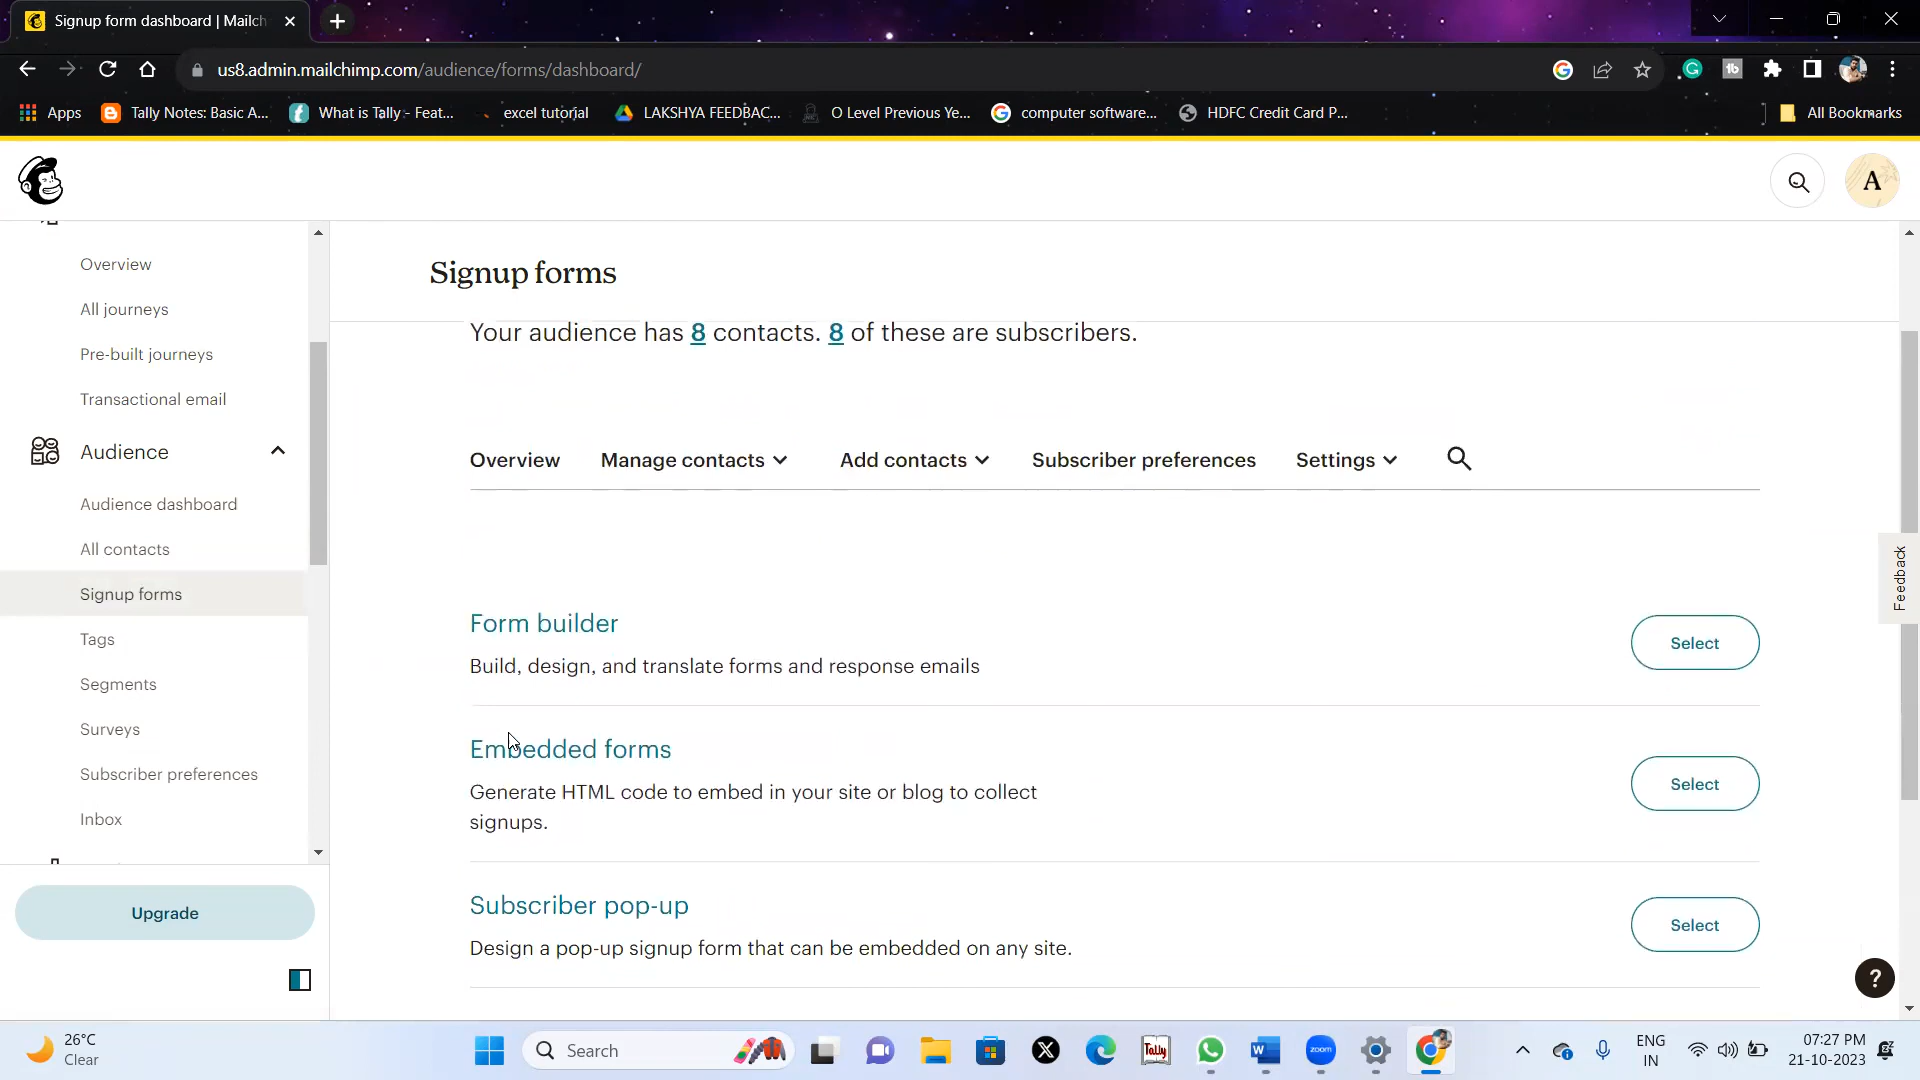 Signup form dashboard | Mailch
us8.admin.mailchimp.com/audience/forms/dashboard/
Apps
Tally Notes: Basic A...
What is Tally - Feat...
excel tutorial
LAKSHYA FEEDBAC...
O Level Previous Ye...
computer software...
HDFC Credit Card P...
All Bookmarks
A
Overview
All journeys
Pre-built journeys
Transactional email
Audience
Audience dashboard
All contacts
Signup forms
Tags
Segments
Surveys
Subscriber preferences
Inbox
Upgrade
Signup forms
Your audience has 8 contacts. 8 of these are subscribers.
Overview
Manage contacts
Add contacts
Subscriber preferences
Settings
Form builder
Build, design, and translate forms and response emails
Select
Embedded forms
Generate HTML code to embed in your site or blog to collect
signups.
Select
Subscriber pop-up
Design a pop-up signup form that can be embedded on any site.
Select
Feedback
?
26°C
Clear
Search
Tally
zoom
ENG
IN
07:27 PM
21-10-2023